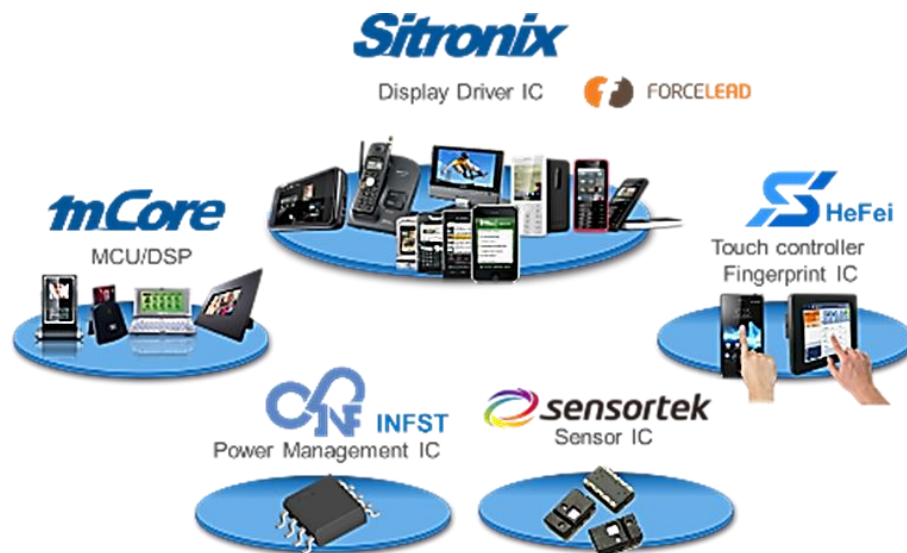 Sitronix
Display Driver IC
FORCELEAD
mCore
MCU/DSP
HeFei
Touch controller
Fingerprint IC
INFST
Power Management IC
sensortek
Sensor IC